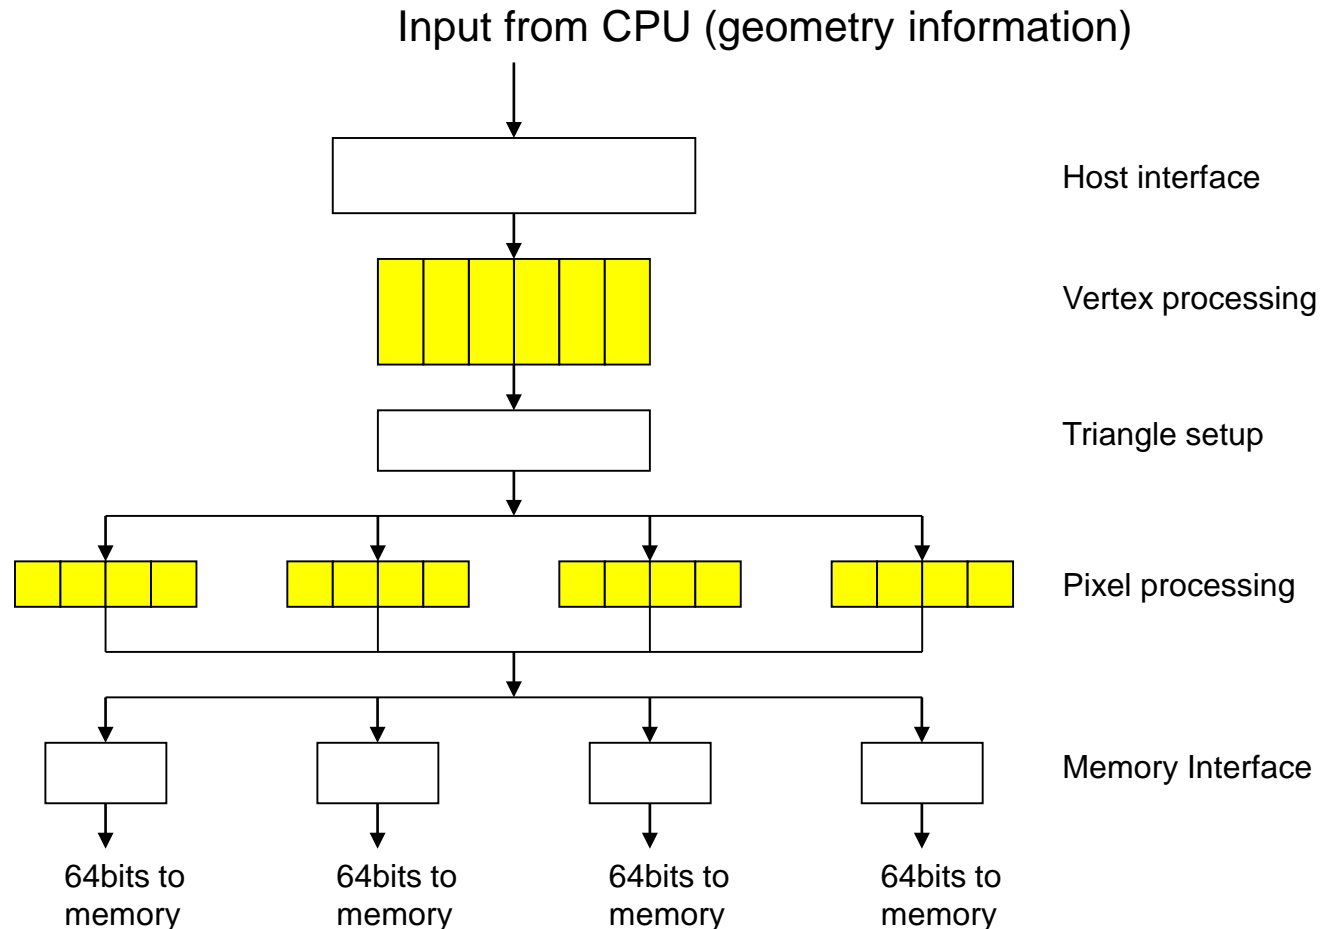 Input from CPU (geometry information)
Host interface
Vertex processing
Triangle setup
Pixel processing
Memory Interface
64bits to
memory
64bits to
memory
64bits to
memory
64bits to
memory